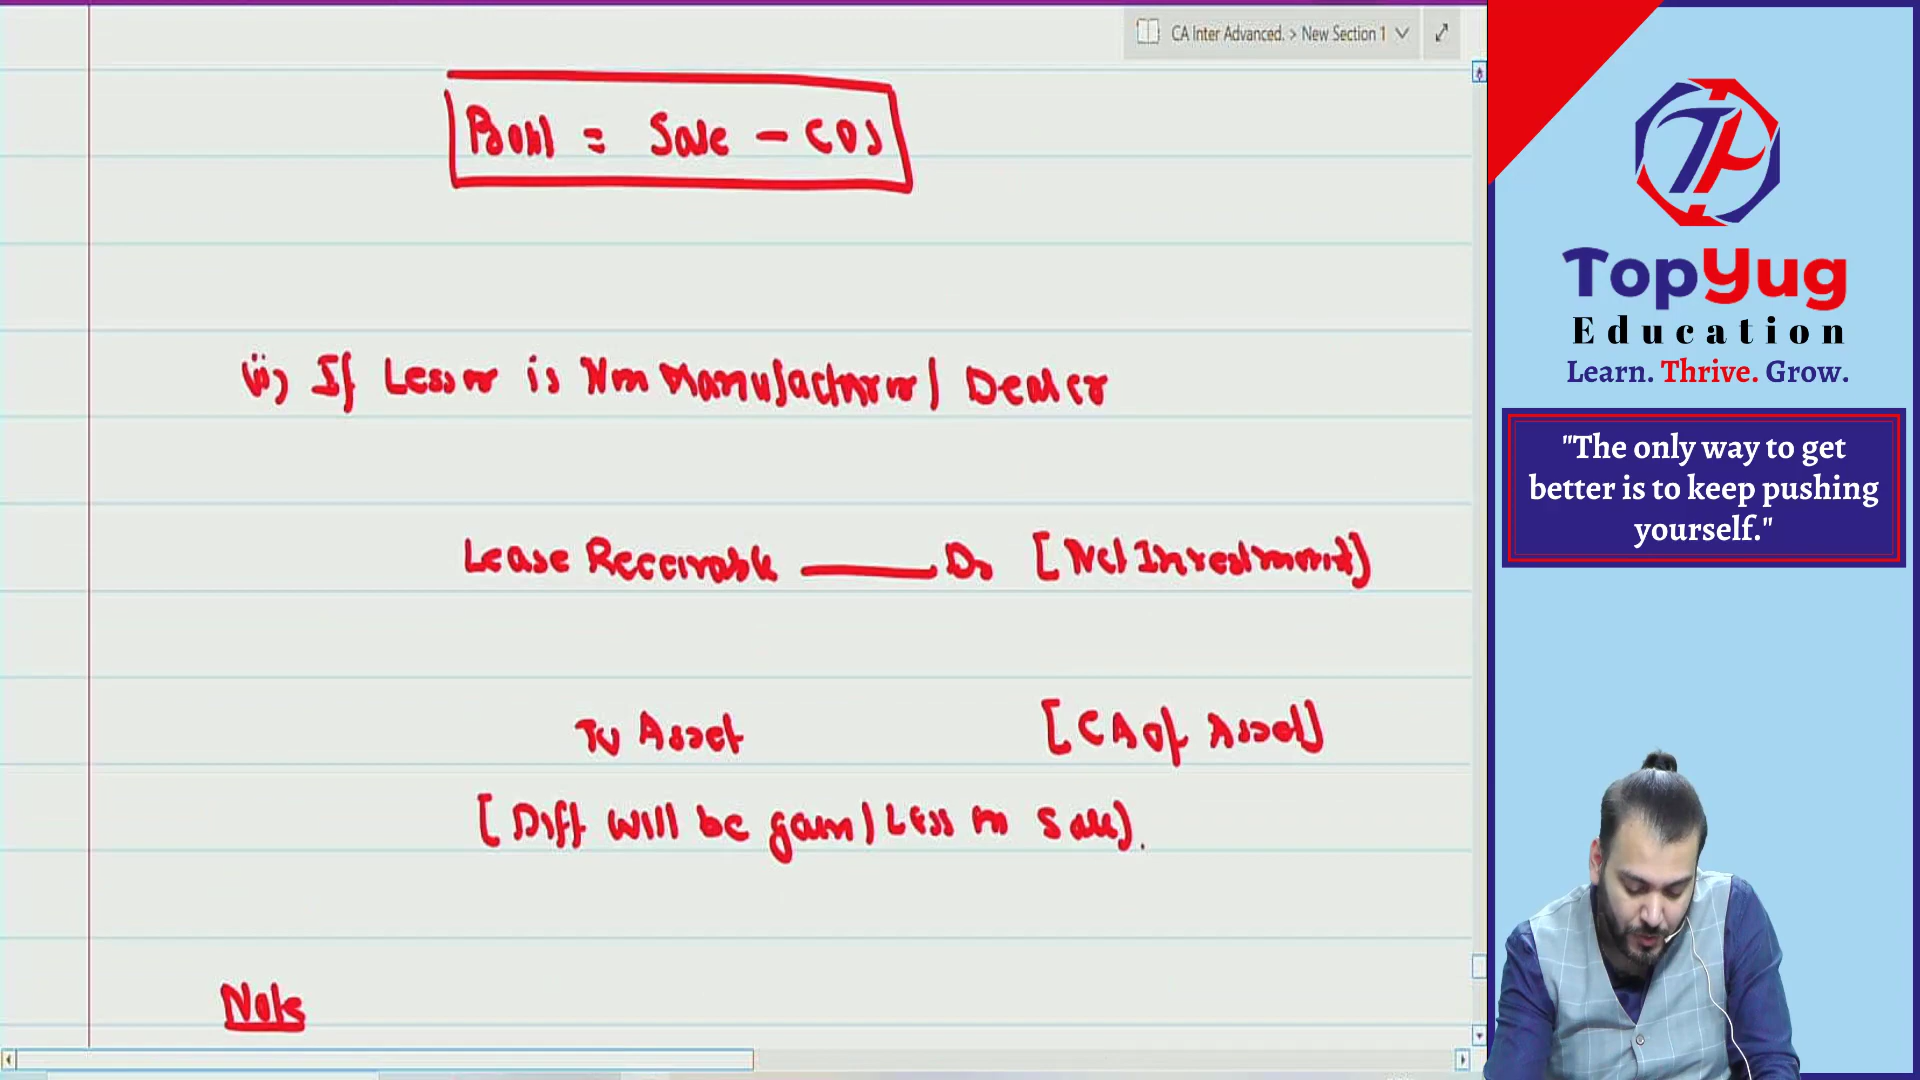 CA Inter Advanced. > New Section 1
Profit = Sale - COS
(ii) If Lessor is Non Manufacturer/ Dealer
Lease Receivable ——— Dr [Net Investment]
To Asset [CA of Asset]
[Diff will be gain/Loss on Sale].
Note
TopYug
Education
Learn. Thrive. Grow.
"The only way to get
better is to keep pushing
yourself."